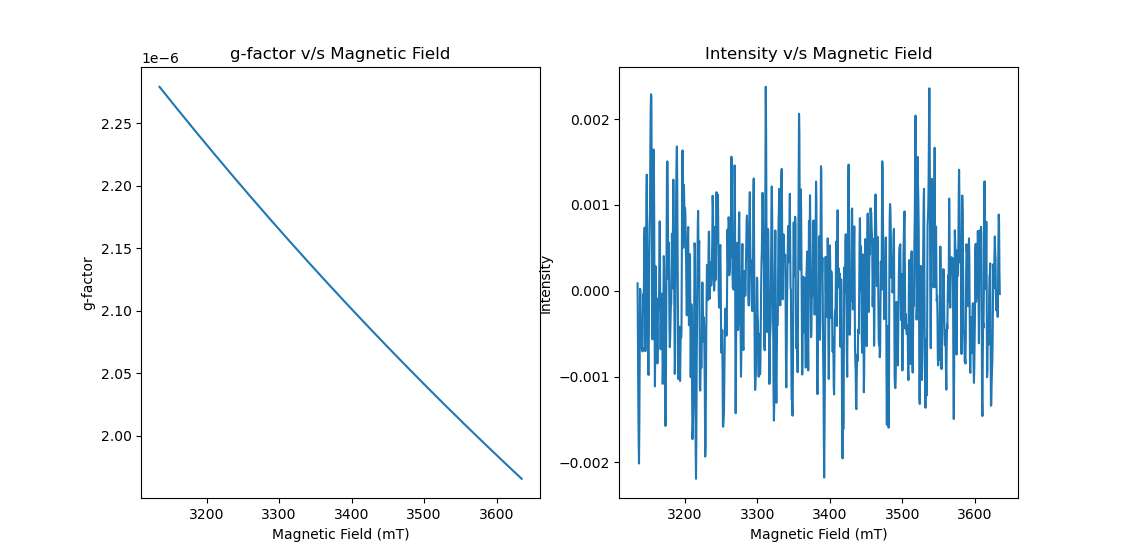 g-factor v/s Magnetic Field
1e−6
2.25
2.20
2.15
2.10
2.05
2.00
g-factor
3200 3300 3400 3500 3600
Magnetic Field (mT)
Intensity v/s Magnetic Field
0.002
0.001
0.000
−0.001
−0.002
Intensity
3200 3300 3400 3500 3600
Magnetic Field (mT)